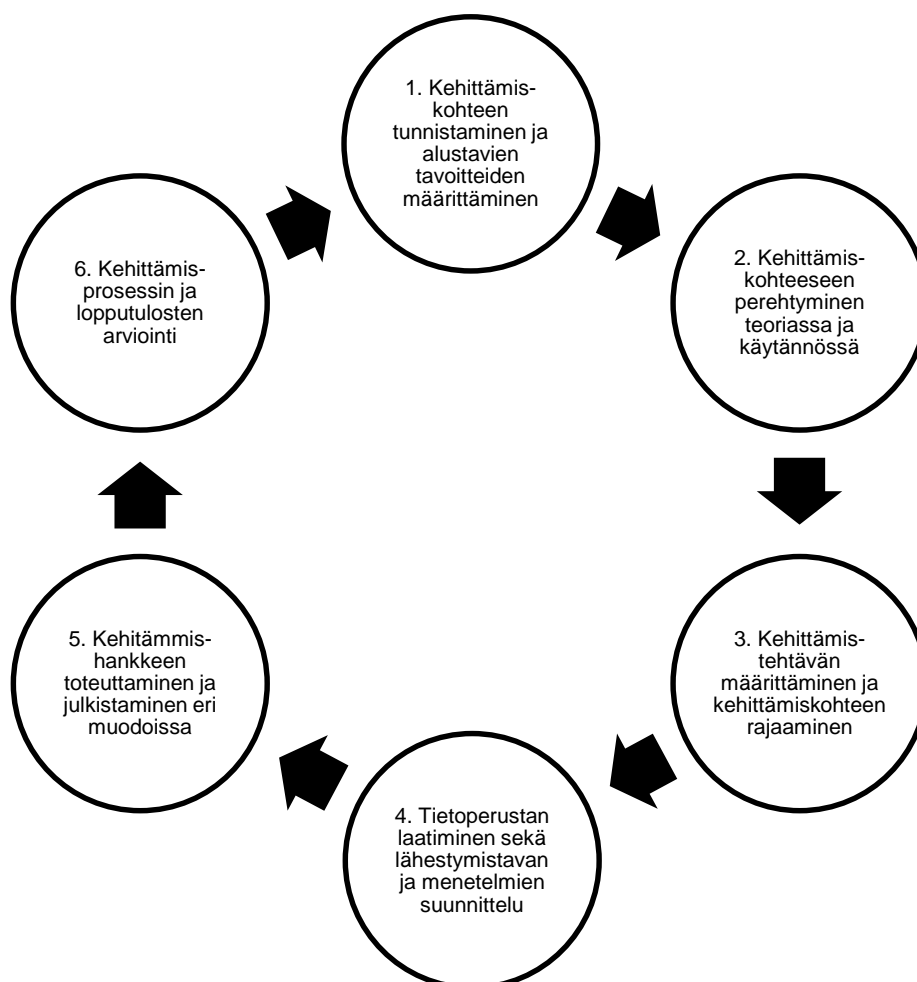 1. Kehittämis-
kohteen
tunnistaminen ja
alustavien
tavoitteiden
määrittäminen
2. Kehittämis-
kohteeseen
perehtyminen
teoriassa ja
käytännössä
3. Kehittämis-
tehtävän
määrittäminen ja
kehittämiskohteen
rajaaminen
4. Tietoperustan
laatiminen sekä
lähestymistavan
ja menetelmien
suunnittelu
5. Kehitämmis-
hankkeen
toteuttaminen ja
julkistaminen eri
muodoissa
6. Kehittämis-
prosessin ja
lopputulosten
arviointi